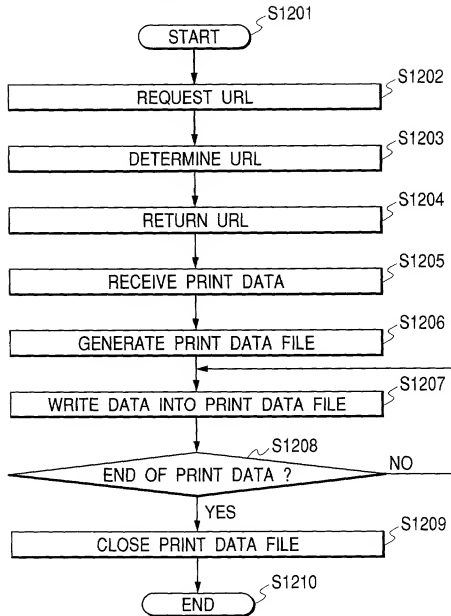 S1201
START
S1202
REQUEST URL
S1203
DETERMINE URL
S1204
RETURN URL
S1205
RECEIVE PRINT DATA
S1206
GENERATE PRINT DATA FILE
S1207
WRITE DATA INTO PRINT DATA FILE
S1208
END OF PRINT DATA ?
NO
YES
S1209
CLOSE PRINT DATA FILE
S1210
END